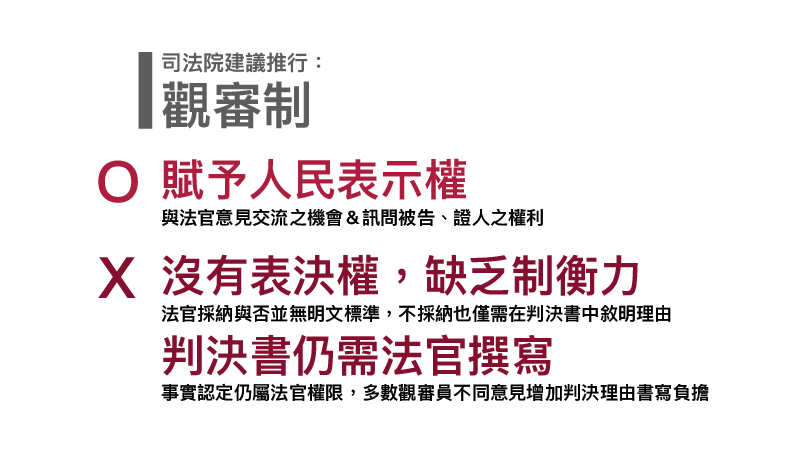 司法院建議推行：
觀審制
O 賦予人民表示權
與法官意見交流之機會＆訊問被告、證人之權利
X 沒有表決權，缺乏制衡力
法官採納與否並無明文標準，不採納也僅需在判決書中敘明理由
判決書仍需法官撰寫
事實認定仍屬法官權限，多數觀審員不同意見增加判決理由書寫負擔